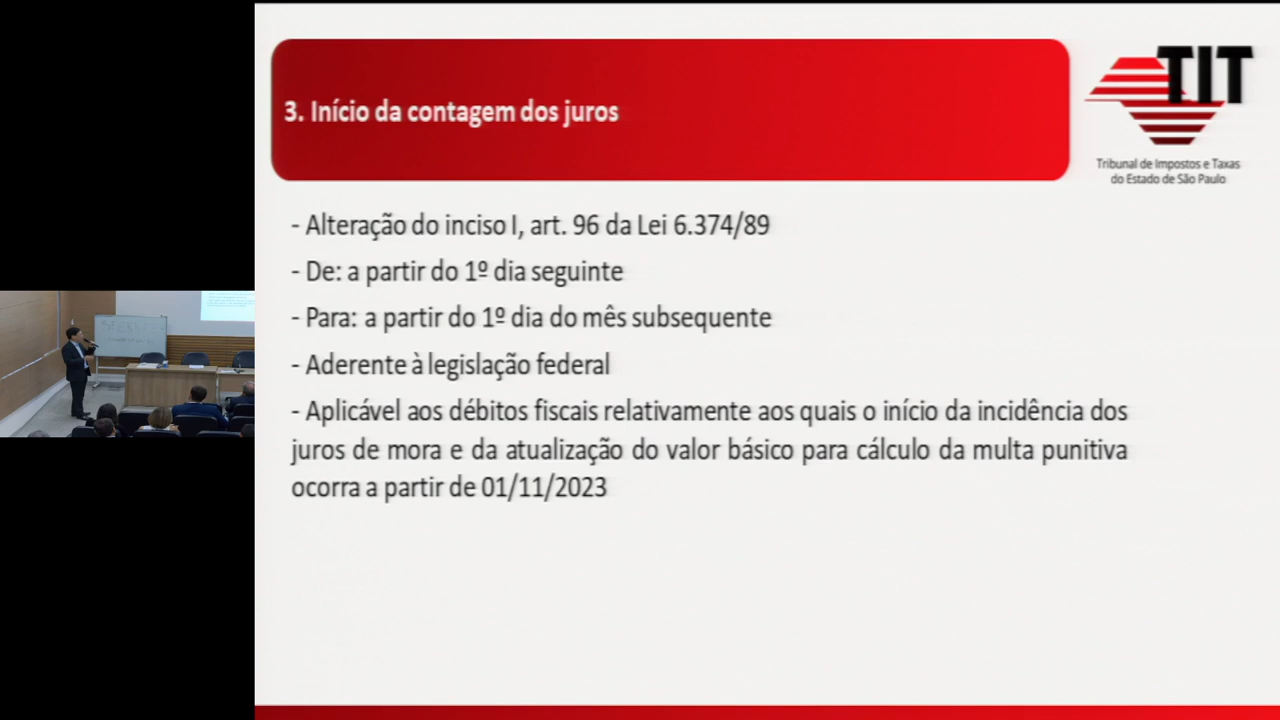 3. Início da contagem dos juros
TIT
Tribunal de Impostos e Taxas
do Estado de São Paulo
- Alteração do inciso I, art. 96 da Lei 6.374/89
- De: a partir do 1º dia seguinte
- Para: a partir do 1º dia do mês subsequente
- Aderente à legislação federal
- Aplicável aos débitos fiscais relativamente aos quais o início da incidência dos
juros de mora e da atualização do valor básico para cálculo da multa punitiva
ocorra a partir de 01/11/2023